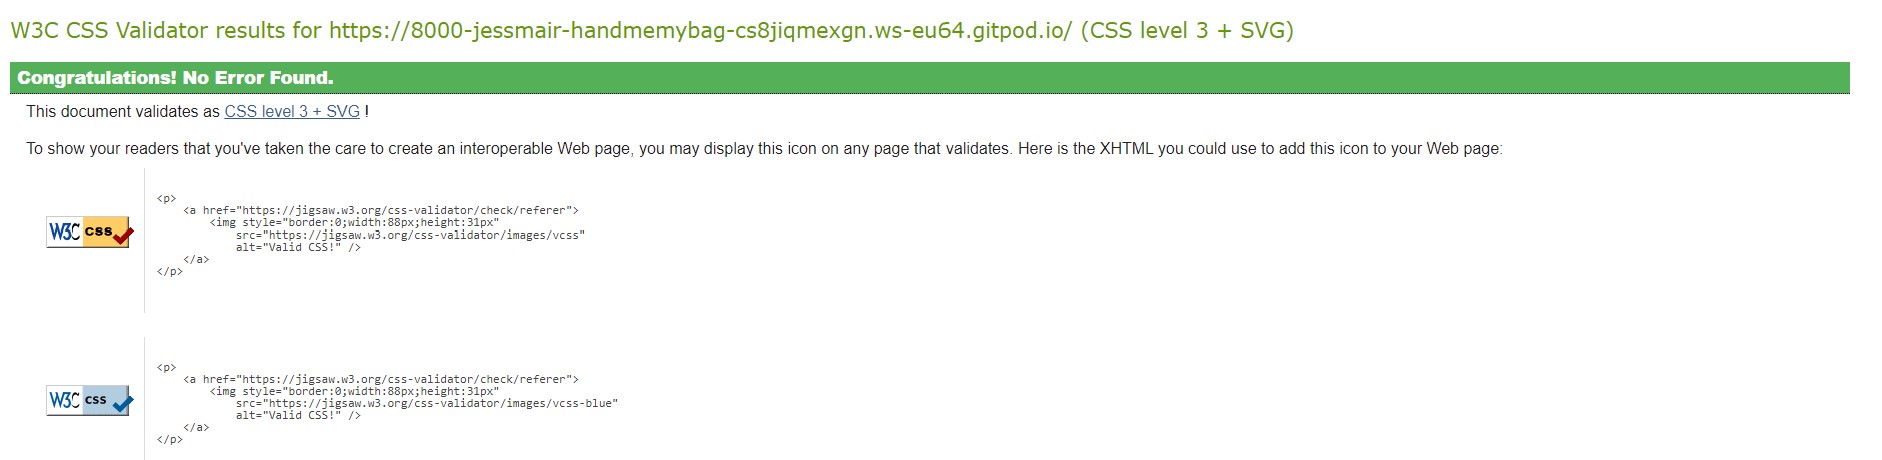 W3C CSS Validator results for https://8000-jessmair-handmemybag-cs8jiqmexgn.ws-eu64.gitpod.io/ (CSS level 3 + SVG)
Congratulations! No Error Found.
This document validates as CSS level 3 + SVG !
To show your readers that you've taken the care to create an interoperable Web page, you may display this icon on any page that validates. Here is the XHTML you could use to add this icon to your Web page:
<p>
<a href="https://jigsaw.w3.org/css-validator/check/referer">
<img style="border:0;width:88px;height:31px"
W3C css
src="https://jigsaw.w3.org/css-validator/images/vcss"
alt="Valid CSS!" />
</a>
</p>
<p>
<a href="https://jigsaw.w3.org/css-validator/check/referer">
<img style="border:0;width:88px;height:31px"
W3C css
src="https://jigsaw.w3.org/css-validator/images/vcss-blue"
alt="Valid CSS!" />
</a>
</p>